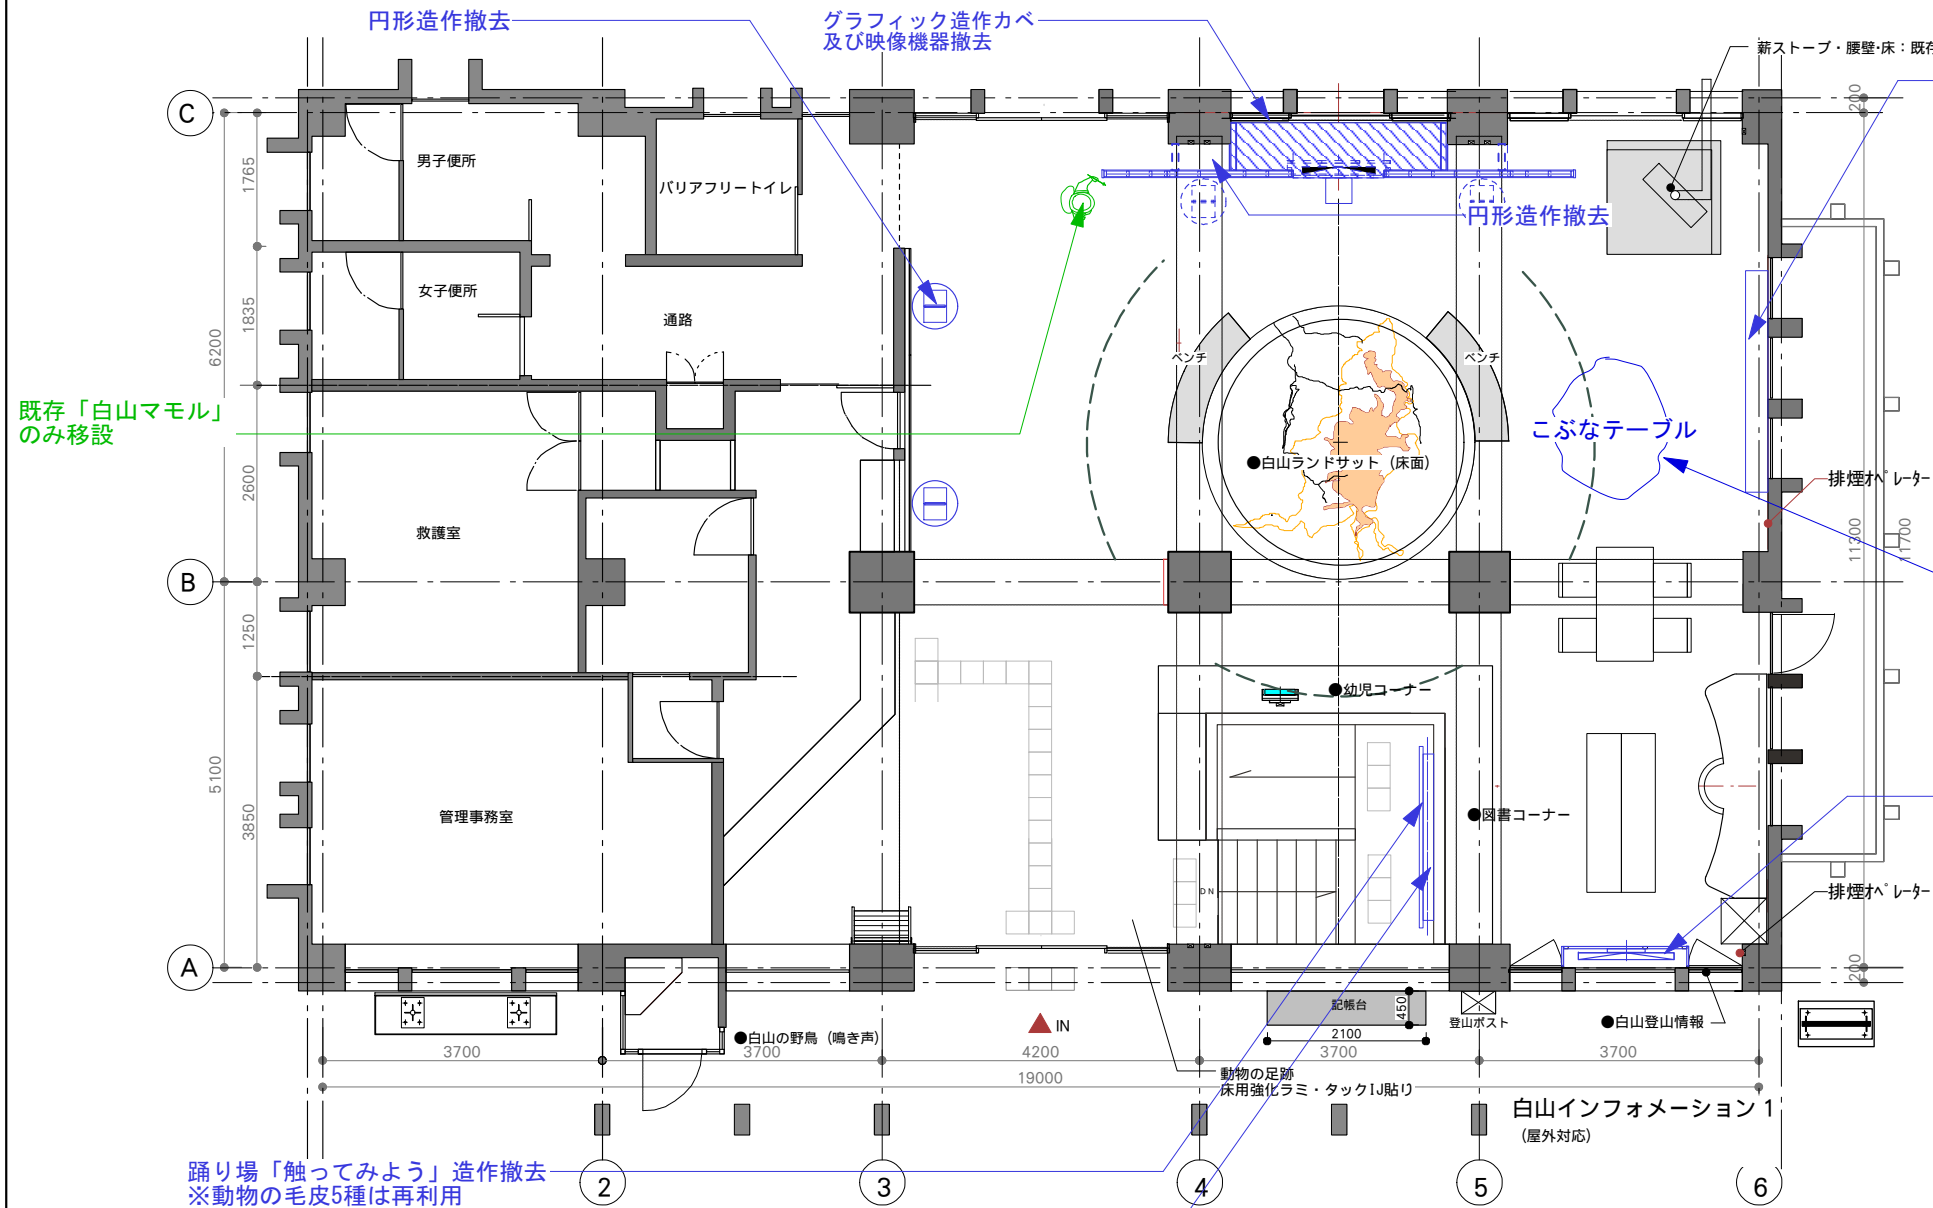 円形造作撤去
グラフィック造作カベ
及び映像機器撤去
薪ストーブ・腰壁・床：既存
C
200
1765
男子便所
バリアフリートイレ
円形造作撤去
女子便所
1835
通路
6200
ベンチ
ベンチ
既存「白山マモル」
のみ移設
こぶなテーブル
●白山ランドサット（床面）
2600
排煙オペレーター
救護室
11300
11700
B
1250
●幼児コーナー
5100
3850
管理事務室
●図書コーナー
DN
排煙オペレーター
A
200
記帳台
450
登山ポスト
●白山登山情報
IN
●白山の野鳥（鳴き声）
2100
3700
3700
4200
3700
3700
19000
動物の足跡
床用強化ラミ・タックIJ貼り
白山インフォメーション１
（屋外対応）
踊り場「触ってみよう」造作撤去
※動物の毛皮5種は再利用
2
3
4
5
6